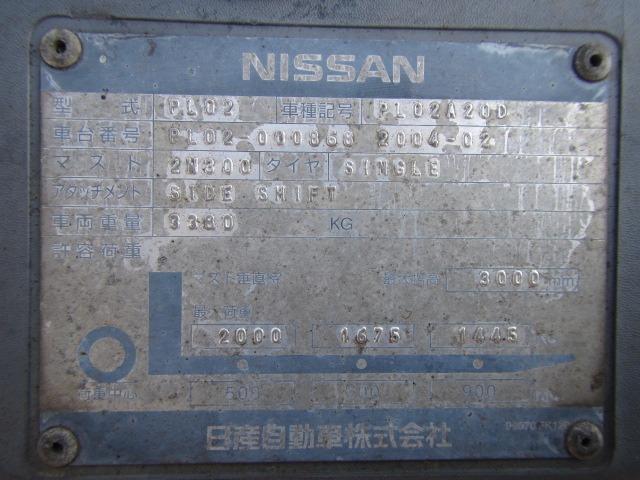 NISSAN
型式 PL02 車種記号 PL02A20D
車台番号 PL02-000868 2004-02
マスト 2M300 タイヤ SINGLE
アタッチメント SIDE SHIFT
車両重量 3380 KG
許容荷重
マスト垂直時 最大揚高 3000 mm
最大荷重
2000 1675 1445
荷重中心 500 900
日産自動車株式会社